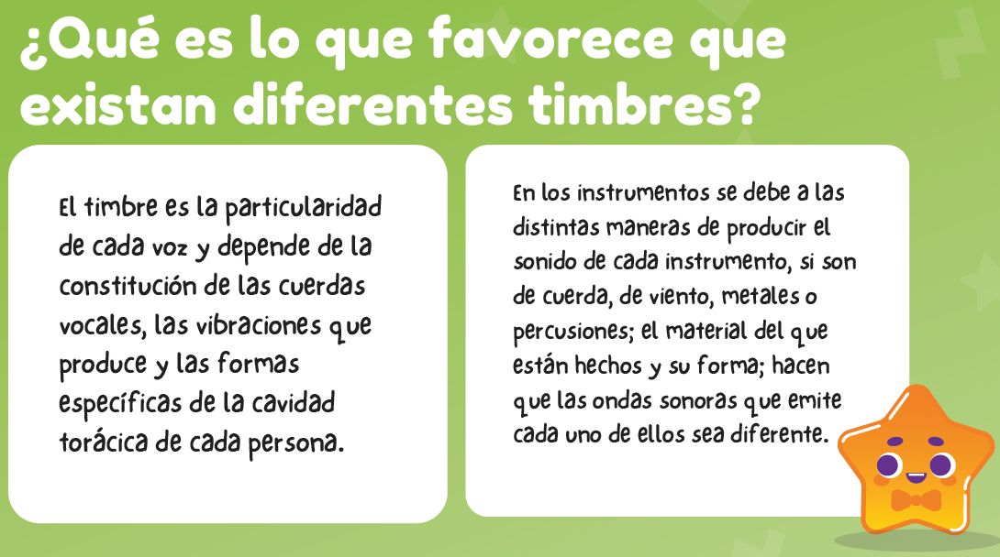 ¿Qué es lo que favorece que
existan diferentes timbres?
El timbre es la particularidad
de cada voz y depende de la
constitución de las cuerdas
vocales, las vibraciones que
produce y las formas
específicas de la cavidad
torácica de cada persona.
En los instrumentos se debe a las
distintas maneras de producir el
sonido de cada instrumento, si son
de cuerda, de viento, metales o
percusiones; el material del que
están hechos y su forma; hacen
que las ondas sonoras que emite
cada uno de ellos sea diferente.